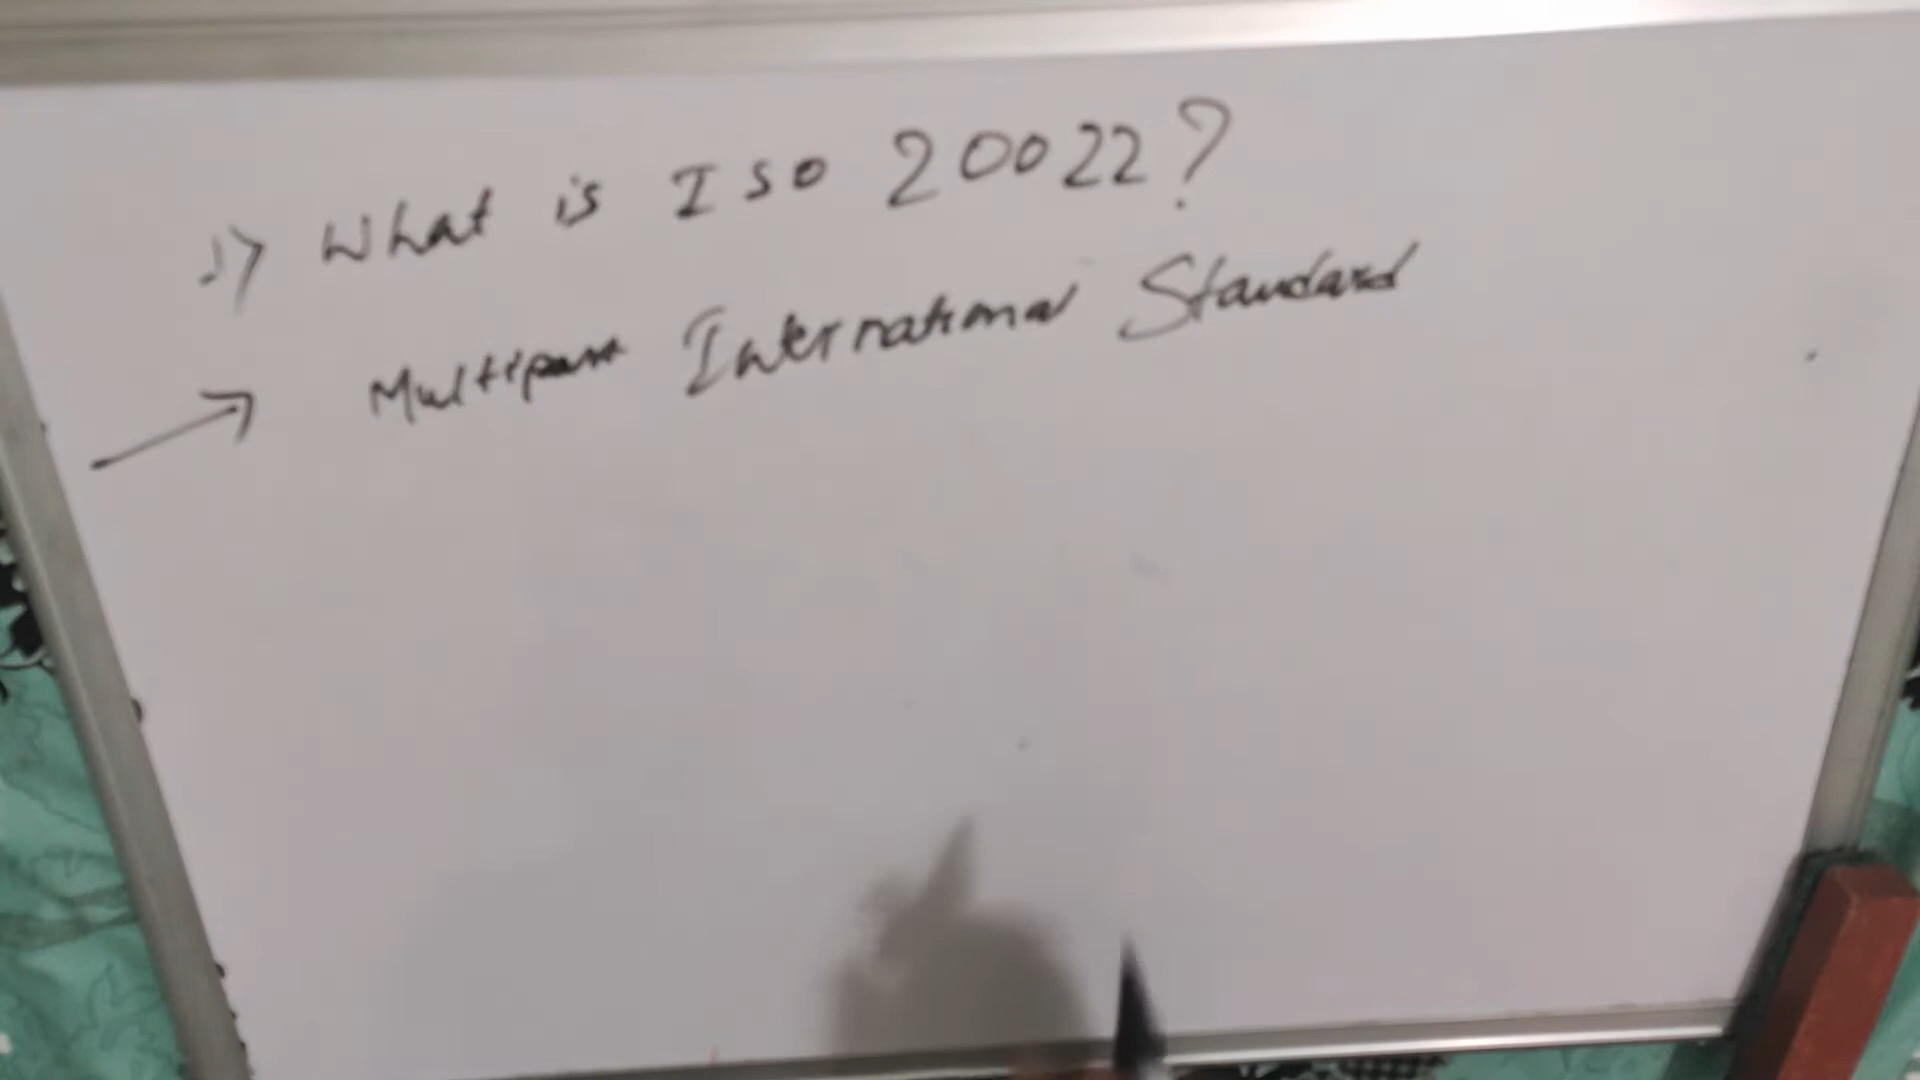 1> What is ISO 20022?
→ Multipart International Standard